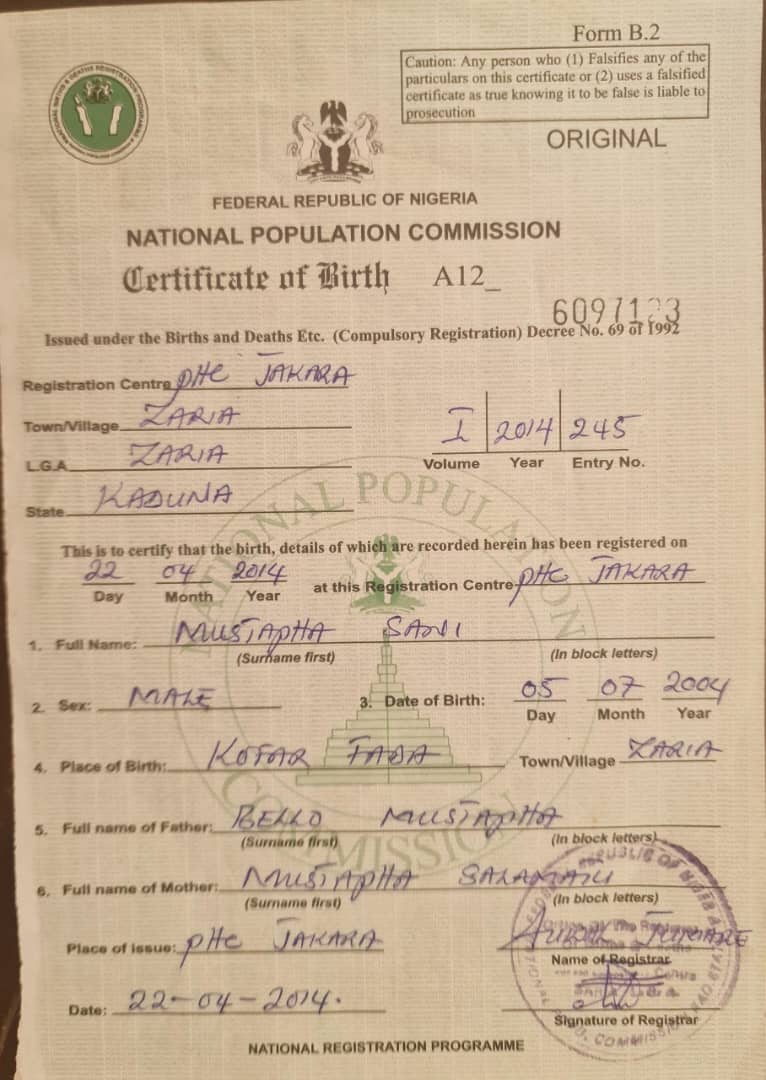 Form B.2
Caution: Any person who (1) Falsifies any of the
particulars on this certificate or (2) uses a falsified
certificate as true knowing it to be false is liable to
prosecution
ORIGINAL
FEDERAL REPUBLIC OF NIGERIA
NATIONAL POPULATION COMMISSION
Certificate of Birth A12_
Issued under the Births and Deaths Etc. (Compulsory Registration) Decree No. 69 of 1992
Registration Centre PHC JAKARA
Town/Village ZARIA
L.G.A ZARIA
State KADUNA
I 2014 245
Volume Year Entry No.
NATIONAL POPULATION COMMISSION
This is to certify that the birth, details of which are recorded herein has been registered on
22 04 2014 at this Registration Centre PHC JAKARA
Day Month Year
1. Full Name: MUSTAPHA SANI
(Surname first) (In block letters)
2. Sex: MALE 3. Date of Birth: 05 07 2004
Day Month Year
4. Place of Birth: KOFAR FADA Town/Village ZARIA
5. Full name of Father: BELLO MUSTAPHA
(Surname first) (In block letters)
6. Full name of Mother: MUSTAPHA SALAMATU
(Surname first) (In block letters)
Place of issue: PHC JAKARA
Name of Registrar
Date: 22-04-2014.
Signature of Registrar
NATIONAL REGISTRATION PROGRAMME